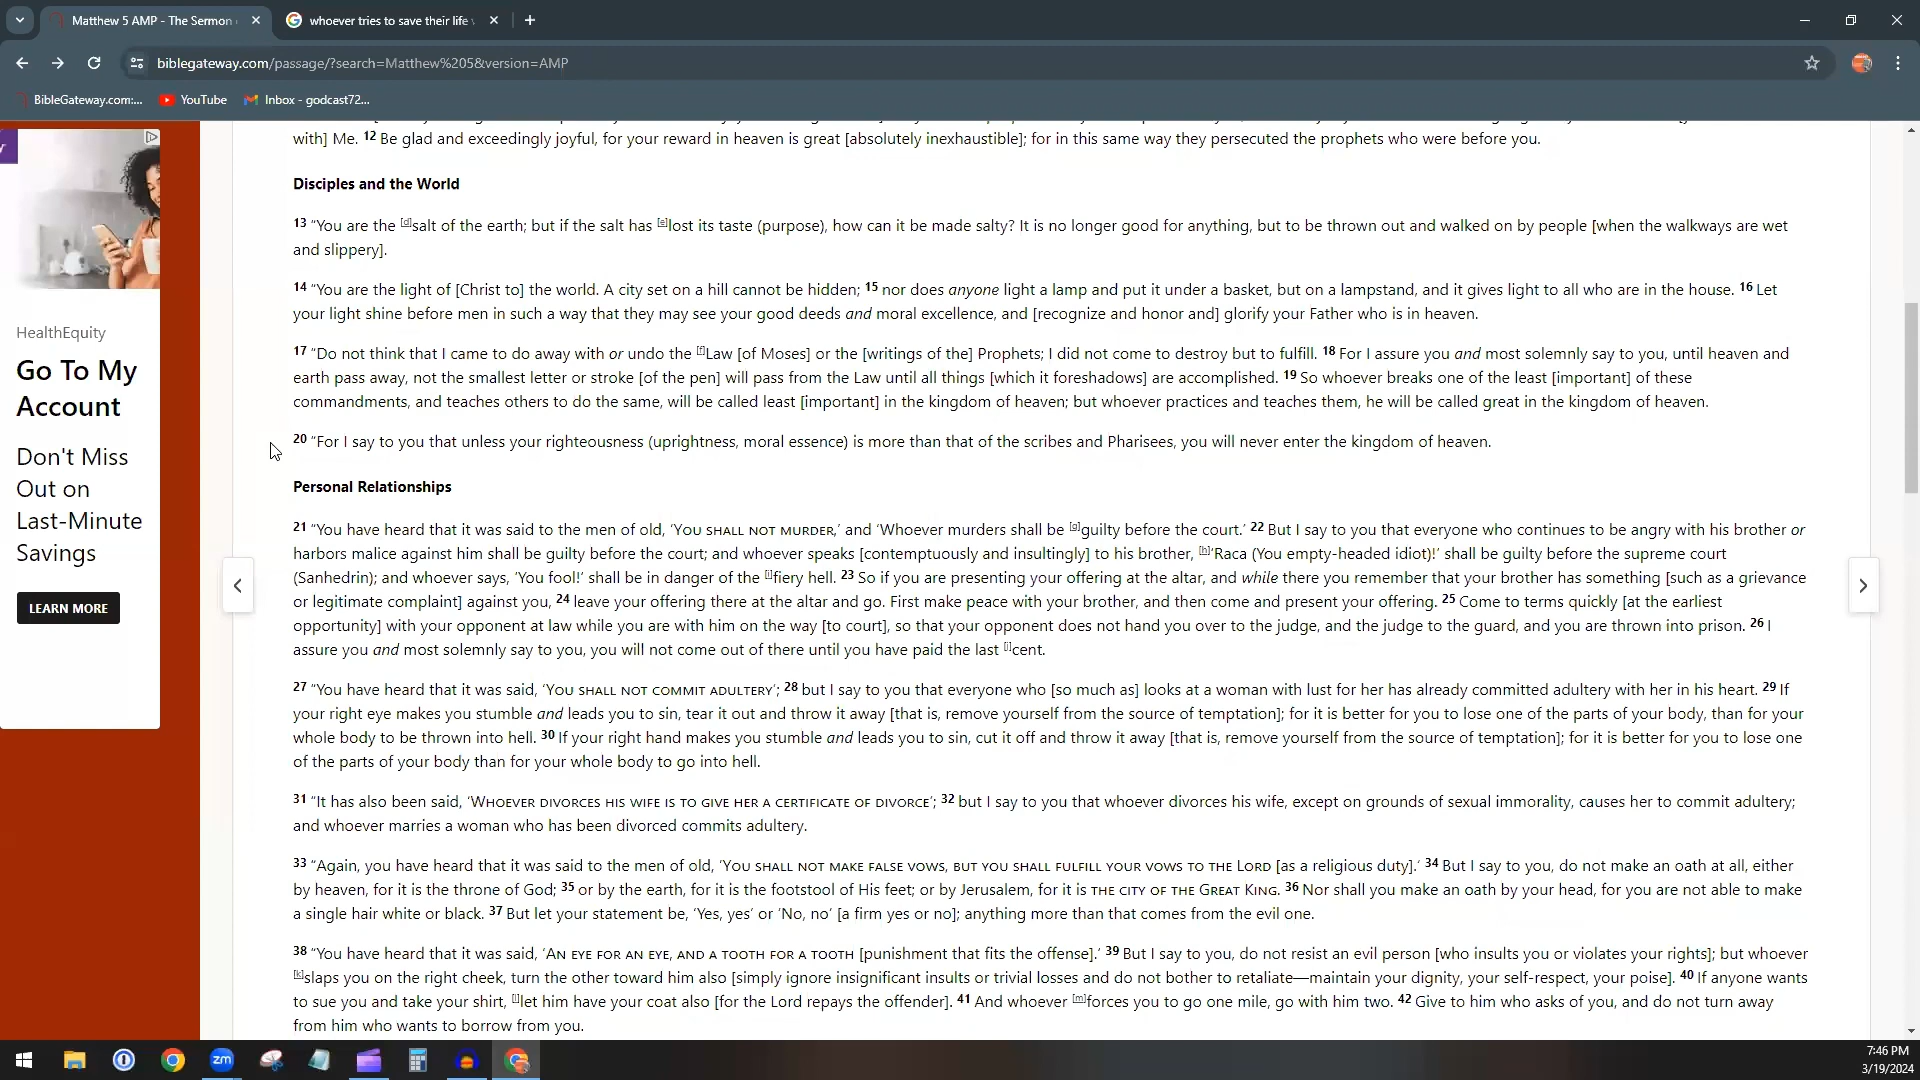 Matthew 5 AMP - The Sermon
whoever tries to save their life
biblegateway.com/passage/?search=Matthew%205&version=AMP
BibleGateway.com:...
YouTube
Inbox - godcast72...
with] Me. 12 Be glad and exceedingly joyful, for your reward in heaven is great [absolutely inexhaustible]; for in this same way they persecuted the prophets who were before you.
Disciples and the World
13 “You are the [d]salt of the earth; but if the salt has [e]lost its taste (purpose), how can it be made salty? It is no longer good for anything, but to be thrown out and walked on by people [when the walkways are wet
and slippery].
14 “You are the light of [Christ to] the world. A city set on a hill cannot be hidden; 15 nor does anyone light a lamp and put it under a basket, but on a lampstand, and it gives light to all who are in the house. 16 Let
your light shine before men in such a way that they may see your good deeds and moral excellence, and [recognize and honor and] glorify your Father who is in heaven.
17 “Do not think that I came to do away with or undo the [f]Law [of Moses] or the [writings of the] Prophets; I did not come to destroy but to fulfill. 18 For I assure you and most solemnly say to you, until heaven and
earth pass away, not the smallest letter or stroke [of the pen] will pass from the Law until all things [which it foreshadows] are accomplished. 19 So whoever breaks one of the least [important] of these
commandments, and teaches others to do the same, will be called least [important] in the kingdom of heaven; but whoever practices and teaches them, he will be called great in the kingdom of heaven.
20 “For I say to you that unless your righteousness (uprightness, moral essence) is more than that of the scribes and Pharisees, you will never enter the kingdom of heaven.
Personal Relationships
21 “You have heard that it was said to the men of old, ‘YOU SHALL NOT MURDER,’ and ‘Whoever murders shall be [g]guilty before the court.’ 22 But I say to you that everyone who continues to be angry with his brother or
harbors malice against him shall be guilty before the court; and whoever speaks [contemptuously and insultingly] to his brother, [h]‘Raca (You empty-headed idiot)!’ shall be guilty before the supreme court
(Sanhedrin); and whoever says, ‘You fool!’ shall be in danger of the [i]fiery hell. 23 So if you are presenting your offering at the altar, and while there you remember that your brother has something [such as a grievance
or legitimate complaint] against you, 24 leave your offering there at the altar and go. First make peace with your brother, and then come and present your offering. 25 Come to terms quickly [at the earliest
opportunity] with your opponent at law while you are with him on the way [to court], so that your opponent does not hand you over to the judge, and the judge to the guard, and you are thrown into prison. 26 I
assure you and most solemnly say to you, you will not come out of there until you have paid the last [j]cent.
27 “You have heard that it was said, ‘YOU SHALL NOT COMMIT ADULTERY’; 28 but I say to you that everyone who [so much as] looks at a woman with lust for her has already committed adultery with her in his heart. 29 If
your right eye makes you stumble and leads you to sin, tear it out and throw it away [that is, remove yourself from the source of temptation]; for it is better for you to lose one of the parts of your body, than for your
whole body to be thrown into hell. 30 If your right hand makes you stumble and leads you to sin, cut it off and throw it away [that is, remove yourself from the source of temptation]; for it is better for you to lose one
of the parts of your body than for your whole body to go into hell.
31 “It has also been said, ‘WHOEVER DIVORCES HIS WIFE IS TO GIVE HER A CERTIFICATE OF DIVORCE’; 32 but I say to you that whoever divorces his wife, except on grounds of sexual immorality, causes her to commit adultery;
and whoever marries a woman who has been divorced commits adultery.
33 “Again, you have heard that it was said to the men of old, ‘YOU SHALL NOT MAKE FALSE VOWS, BUT YOU SHALL FULFILL YOUR VOWS TO THE LORD [as a religious duty].’ 34 But I say to you, do not make an oath at all, either
by heaven, for it is the throne of God; 35 or by the earth, for it is the footstool of His feet; or by Jerusalem, for it is THE CITY OF THE GREAT KING. 36 Nor shall you make an oath by your head, for you are not able to make
a single hair white or black. 37 But let your statement be, ‘Yes, yes’ or ‘No, no’ [a firm yes or no]; anything more than that comes from the evil one.
38 “You have heard that it was said, ‘AN EYE FOR AN EYE, AND A TOOTH FOR A TOOTH [punishment that fits the offense].’ 39 But I say to you, do not resist an evil person [who insults you or violates your rights]; but whoever
[k]slaps you on the right cheek, turn the other toward him also [simply ignore insignificant insults or trivial losses and do not bother to retaliate—maintain your dignity, your self-respect, your poise]. 40 If anyone wants
to sue you and take your shirt, [l]let him have your coat also [for the Lord repays the offender]. 41 And whoever [m]forces you to go one mile, go with him two. 42 Give to him who asks of you, and do not turn away
from him who wants to borrow from you.
HealthEquity
Go To My
Account
Don't Miss
Out on
Last-Minute
Savings
LEARN MORE
zm
7:46 PM
3/19/2024